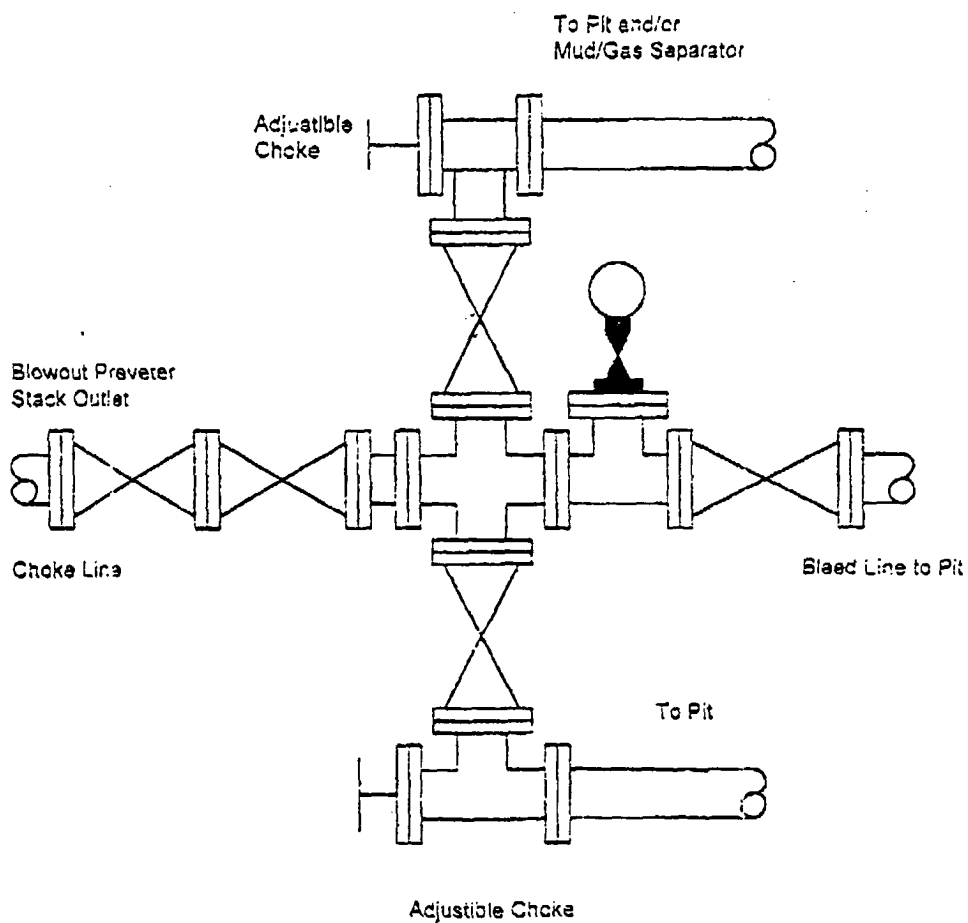 To Pit and/or
Mud/Gas Separator
Adjustible
Choke
Blowout Preveter
Stack Outlet
Choke Line
Bleed Line to Pit
To Pit
Adjustible Choke